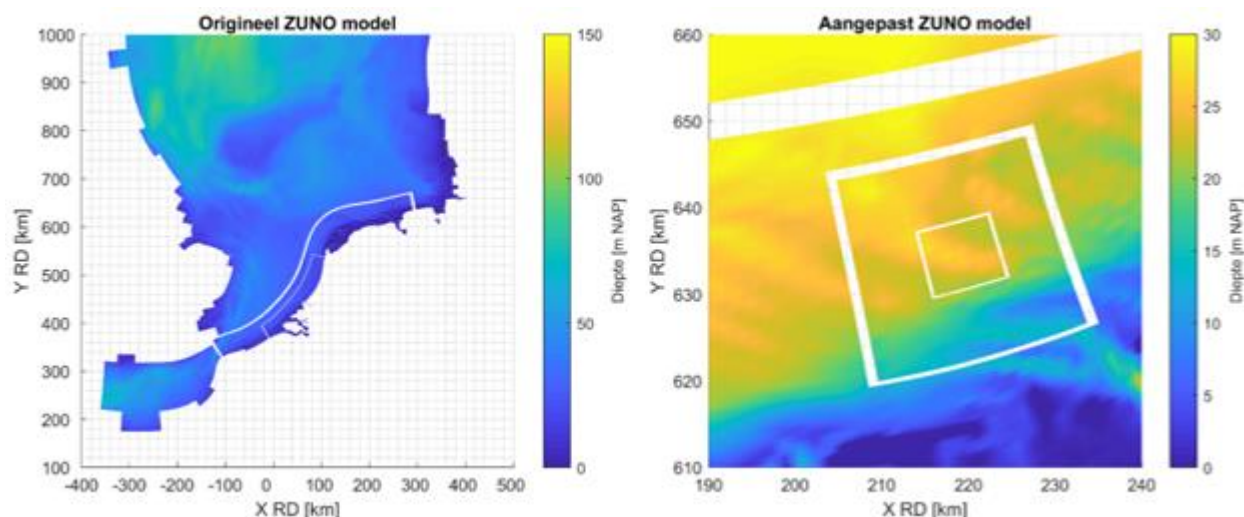 Origineel ZUNO model
1000
900
800
700
600
500
400
300
200
100
Y RD [km]
-400 -300 -200 -100 0 100 200 300 400 500
X RD [km]
150
100
50
0
Diepte [m NAP]
Aangepast ZUNO model
660
650
640
630
620
610
Y RD [km]
190 200 210 220 230 240
X RD [km]
30
25
20
15
10
5
0
Diepte [m NAP]